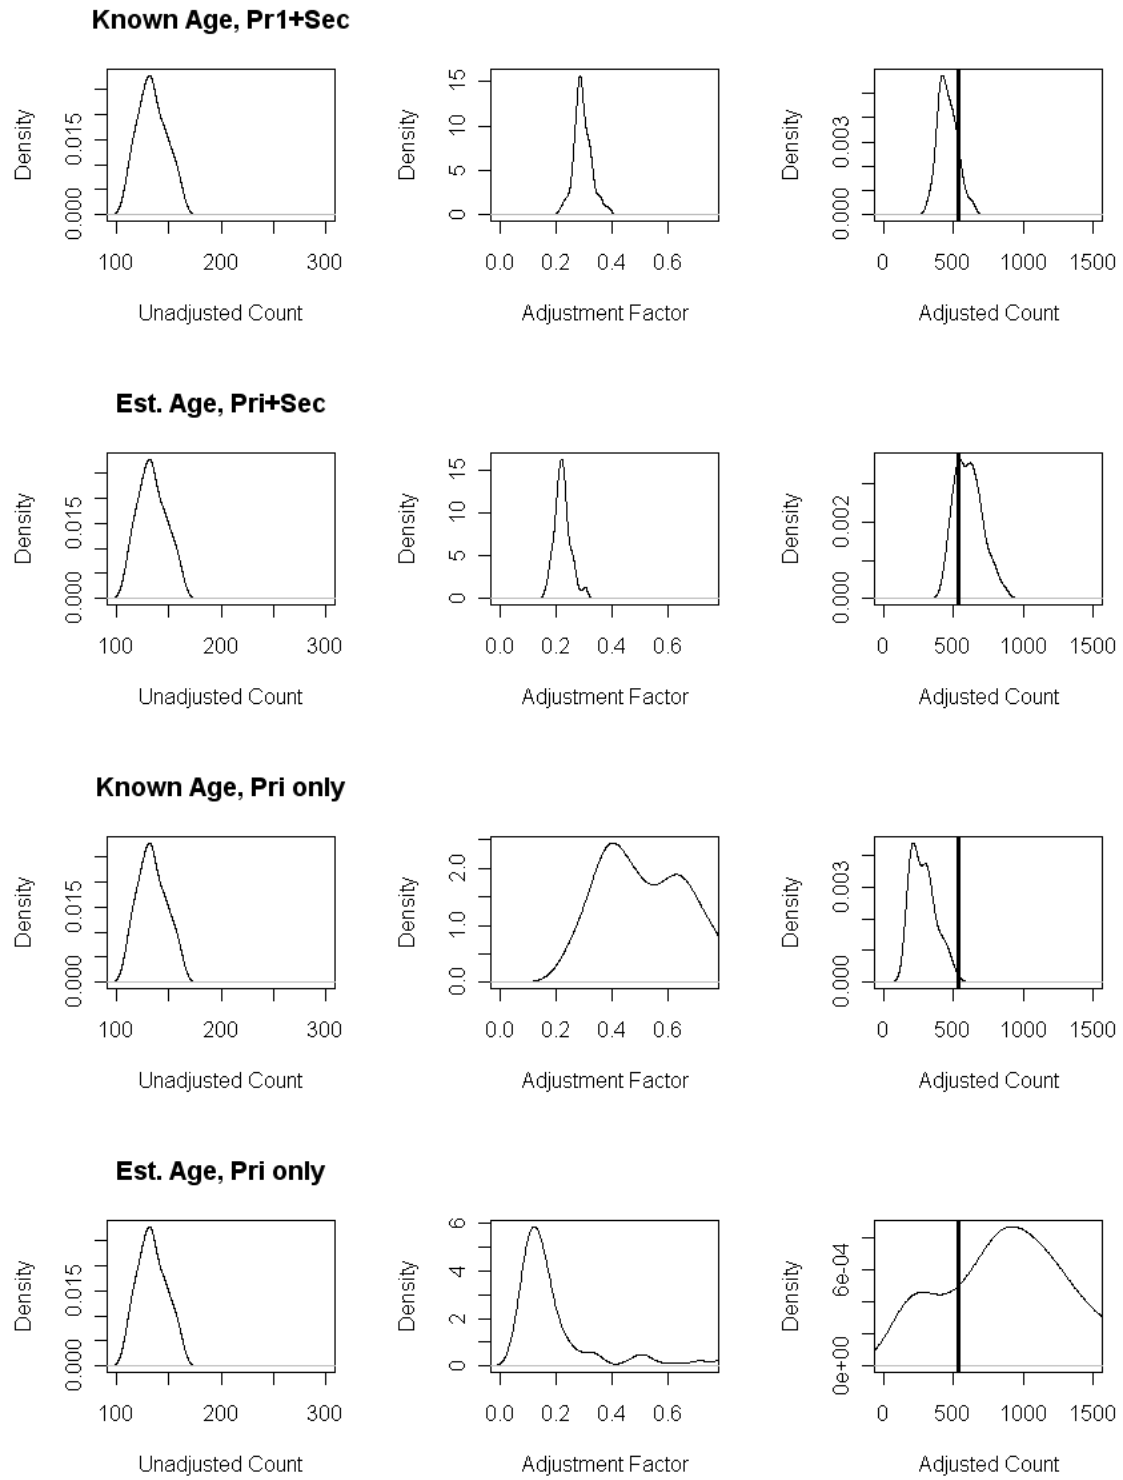 Known Age, Pr1+Sec
Density
0.000 0.015
100 200 300
Unadjusted Count
Density
0 5 10 15
0.0 0.2 0.4 0.6
Adjustment Factor
Density
0.000 0.003
0 500 1000 1500
Adjusted Count
Est. Age, Pri+Sec
Density
0.000 0.015
100 200 300
Unadjusted Count
Density
0 5 10 15
0.0 0.2 0.4 0.6
Adjustment Factor
Density
0.000 0.002
0 500 1000 1500
Adjusted Count
Known Age, Pri only
Density
0.000 0.015
100 200 300
Unadjusted Count
Density
0.0 1.0 2.0
0.0 0.2 0.4 0.6
Adjustment Factor
Density
0.000 0.003
0 500 1000 1500
Adjusted Count
Est. Age, Pri only
Density
0.000 0.015
100 200 300
Unadjusted Count
Density
0 2 4 6
0.0 0.2 0.4 0.6
Adjustment Factor
Density
0e+00 6e-04
0 500 1000 1500
Adjusted Count